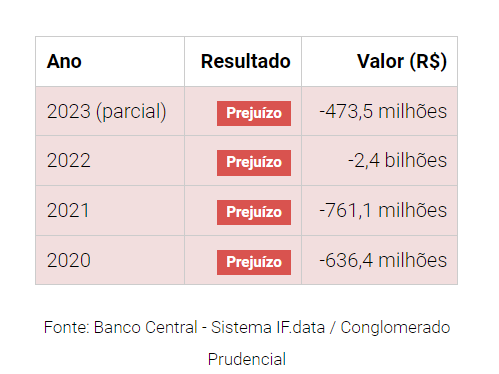 Ano Resultado Valor (R$)
2023 (parcial) Prejuízo -473,5 milhões
2022 Prejuízo -2,4 bilhões
2021 Prejuízo -761,1 milhões
2020 Prejuízo -636,4 milhões
Fonte: Banco Central - Sistema IF.data / Conglomerado
Prudencial